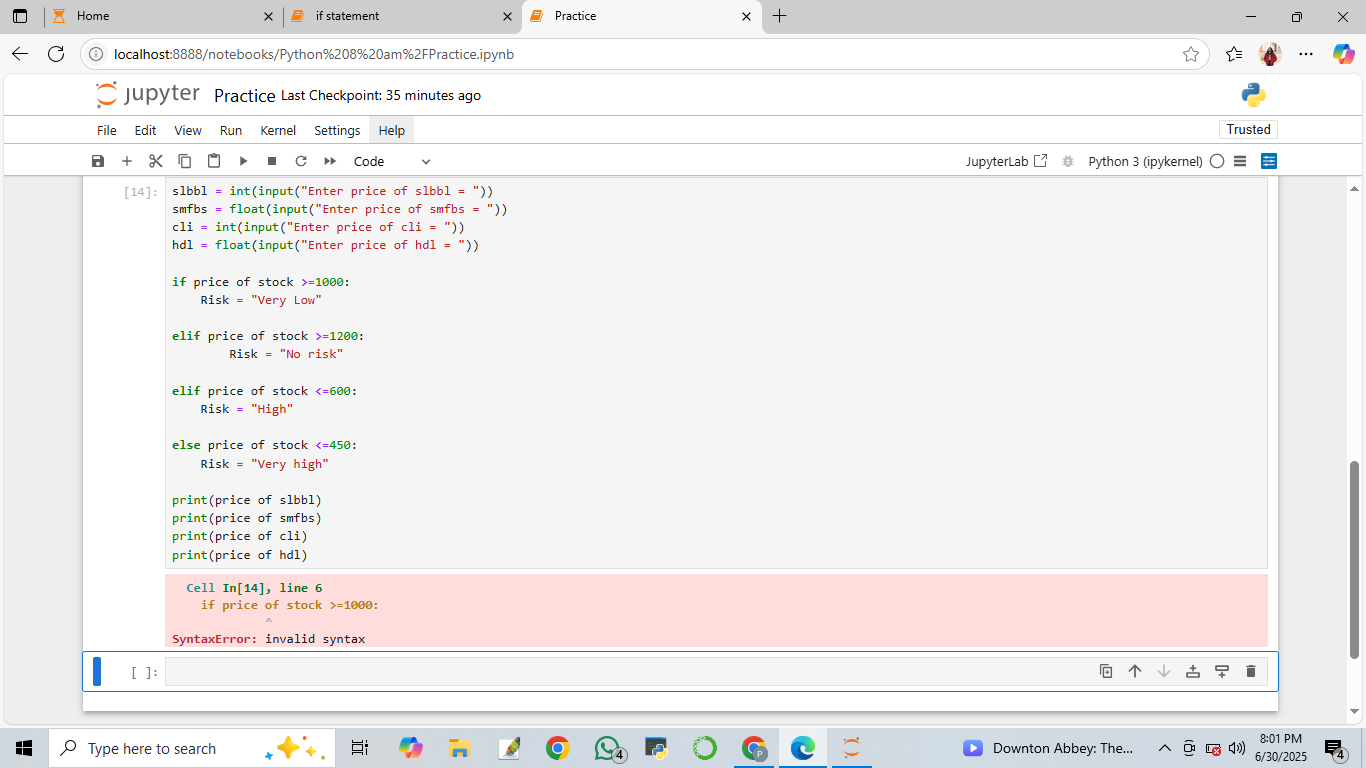 Home
if statement
Practice
localhost:8888/notebooks/Python%208%20am%2FPractice.ipynb
jupyter Practice Last Checkpoint: 35 minutes ago
File Edit View Run Kernel Settings Help Trusted
Code JupyterLab Python 3 (ipykernel)
[14]: slbbl = int(input("Enter price of slbbl = "))
smfbs = float(input("Enter price of smfbs = "))
cli = int(input("Enter price of cli = "))
hdl = float(input("Enter price of hdl = "))
if price of stock >=1000:
    Risk = "Very Low"
elif price of stock >=1200:
        Risk = "No risk"
elif price of stock <=600:
    Risk = "High"
else price of stock <=450:
    Risk = "Very high"
print(price of slbbl)
print(price of smfbs)
print(price of cli)
print(price of hdl)
Cell In[14], line 6
if price of stock >=1000:
^
SyntaxError: invalid syntax
[ ]:
Type here to search
4
P
Downton Abbey: The...
8:01 PM
6/30/2025
4